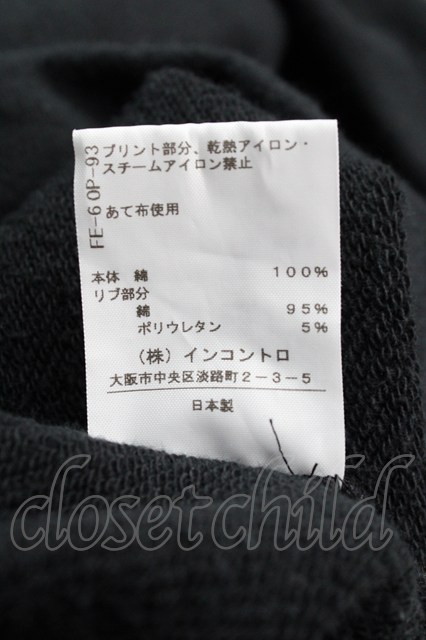 FE-60P-93
プリント部分、乾熱アイロン・
スチームアイロン禁止
あて布使用
本体 綿 100%
リブ部分
綿 95%
ポリウレタン 5%
（株）インコントロ
大阪市中央区淡路町2-3-5
日本製
closet child